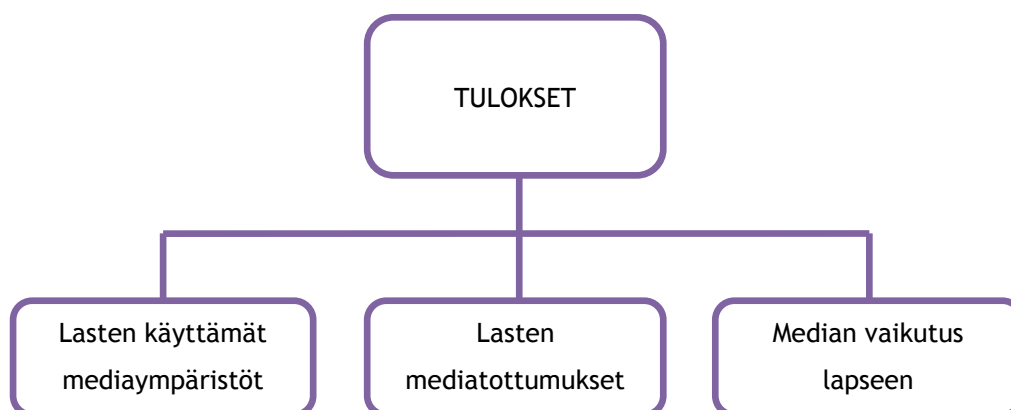 TULOKSET
Lasten käyttämät
mediaympäristöt
Lasten
mediatottumukset
Median vaikutus
lapseen